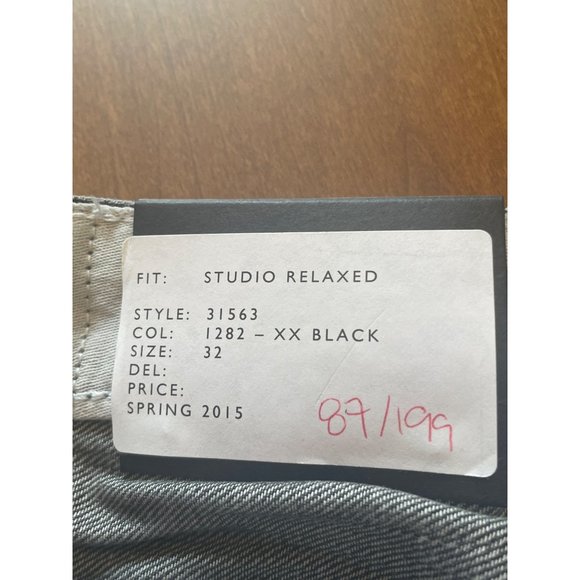 FIT: STUDIO RELAXED
STYLE: 31563
COL: 1282 – XX BLACK
SIZE: 32
DEL:
PRICE:
SPRING 2015
87/199